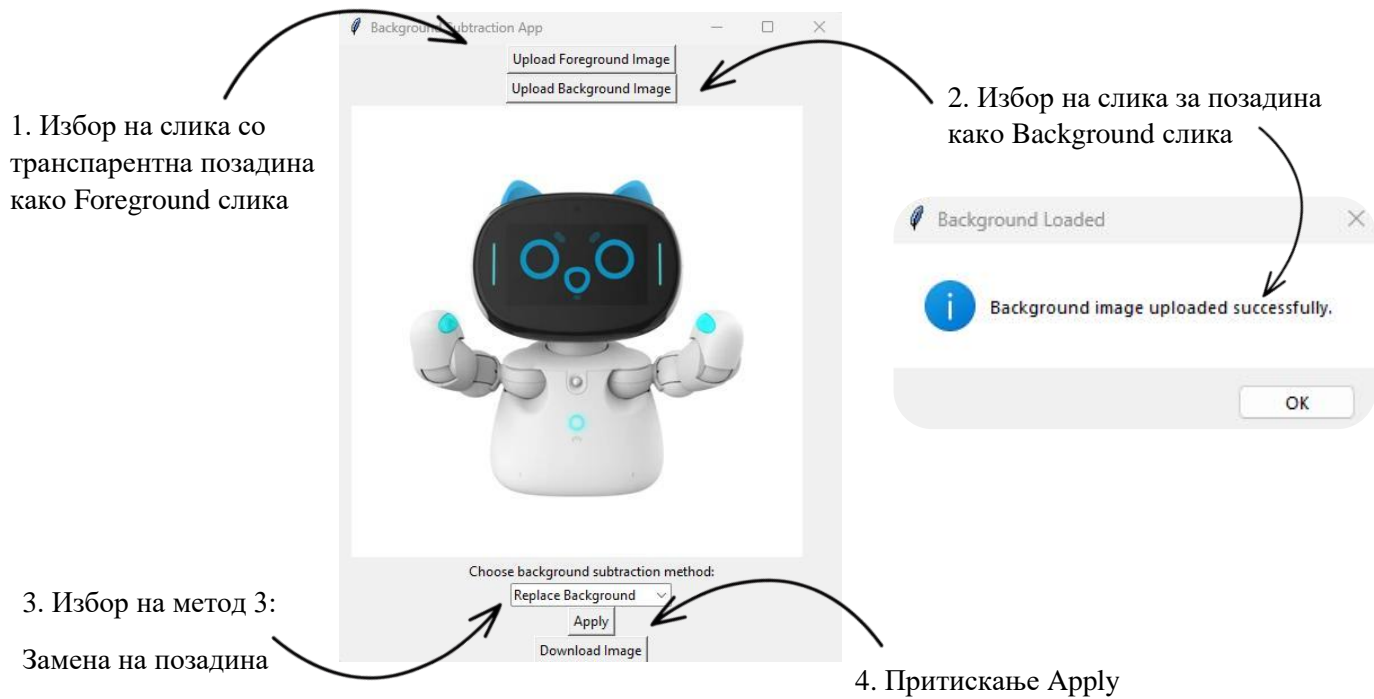 Background Subtraction App
Upload Foreground Image
Upload Background Image
1. Избор на слика со
транспарентна позадина
како Foreground слика
2. Избор на слика за позадина
како Background слика
Background Loaded
Background image uploaded successfully.
OK
Choose background subtraction method:
Replace Background
Apply
Download Image
3. Избор на метод 3:
Замена на позадина
4. Притискање Apply